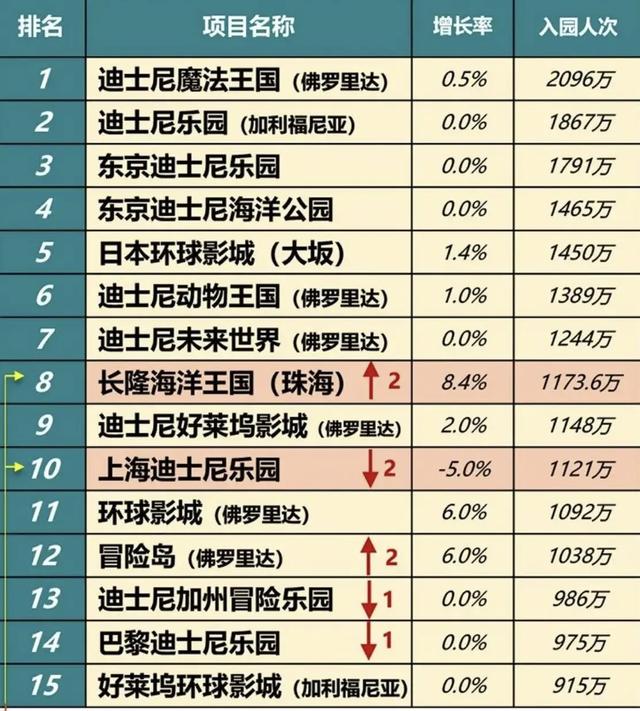 排名 项目名称 增长率 入园人次
1 迪士尼魔法王国（佛罗里达） 0.5% 2096万
2 迪士尼乐园（加利福尼亚） 0.0% 1867万
3 东京迪士尼乐园 0.0% 1791万
4 东京迪士尼海洋公园 0.0% 1465万
5 日本环球影城（大坂） 1.4% 1450万
6 迪士尼动物王国（佛罗里达） 1.0% 1389万
7 迪士尼未来世界（佛罗里达） 0.0% 1244万
8 长隆海洋王国（珠海） 2 8.4% 1173.6万
9 迪士尼好莱坞影城（佛罗里达） 2.0% 1148万
10 上海迪士尼乐园 2 -5.0% 1121万
11 环球影城（佛罗里达） 6.0% 1092万
12 冒险岛（佛罗里达） 2 6.0% 1038万
13 迪士尼加州冒险乐园 1 0.0% 986万
14 巴黎迪士尼乐园 1 0.0% 975万
15 好莱坞环球影城（加利福尼亚） 0.0% 915万